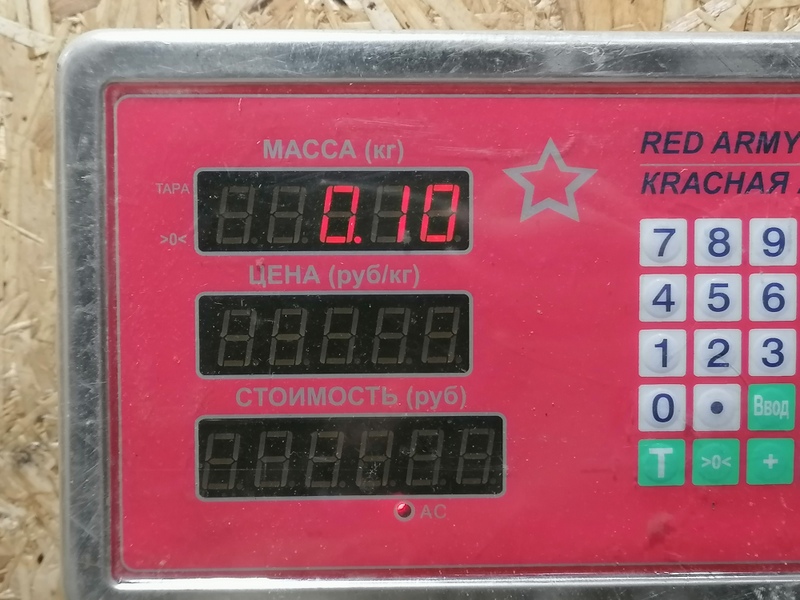 МАССА (кг)
ТАРА
>0<
0.10
ЦЕНА (руб/кг)
СТОИМОСТЬ (руб)
AC
RED ARMY
КРАСНАЯ
7 8 9
4 5 6
1 2 3
0 • Ввод
T >0< +